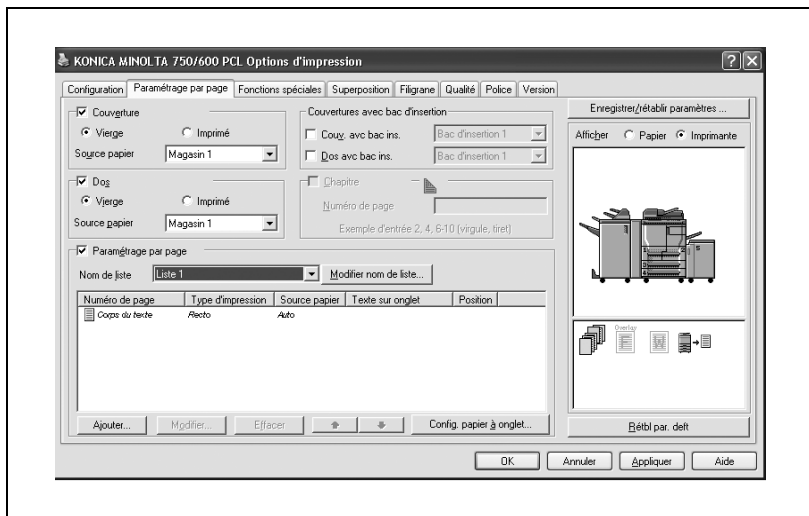 KONICA MINOLTA 750/600 PCL Options d'impression
Configuration Paramétrage par page Fonctions spéciales Superposition Filigrane Qualité Police Version
Couverture
Vierge Imprimé
Source papier Magasin 1
Couvertures avec bac d'insertion
Couv. avc bac ins. Bac d'insertion 1
Dos avc bac ins. Bac d'insertion 1
Dos
Vierge Imprimé
Source papier Magasin 1
Chapitre
Numéro de page
Exemple d'entrée 2, 4, 6-10 (virgule, tiret)
Paramétrage par page
Nom de liste Liste 1 Modifier nom de liste...
Numéro de page Type d'impression Source papier Texte sur onglet Position
Corps du texte Recto Auto
Ajouter... Modifier... Effacer Config. papier à onglet...
Enregistrer/rétablir paramètres ...
Afficher Papier Imprimante
Overlay
Rétbl par. deft
OK Annuler Appliquer Aide